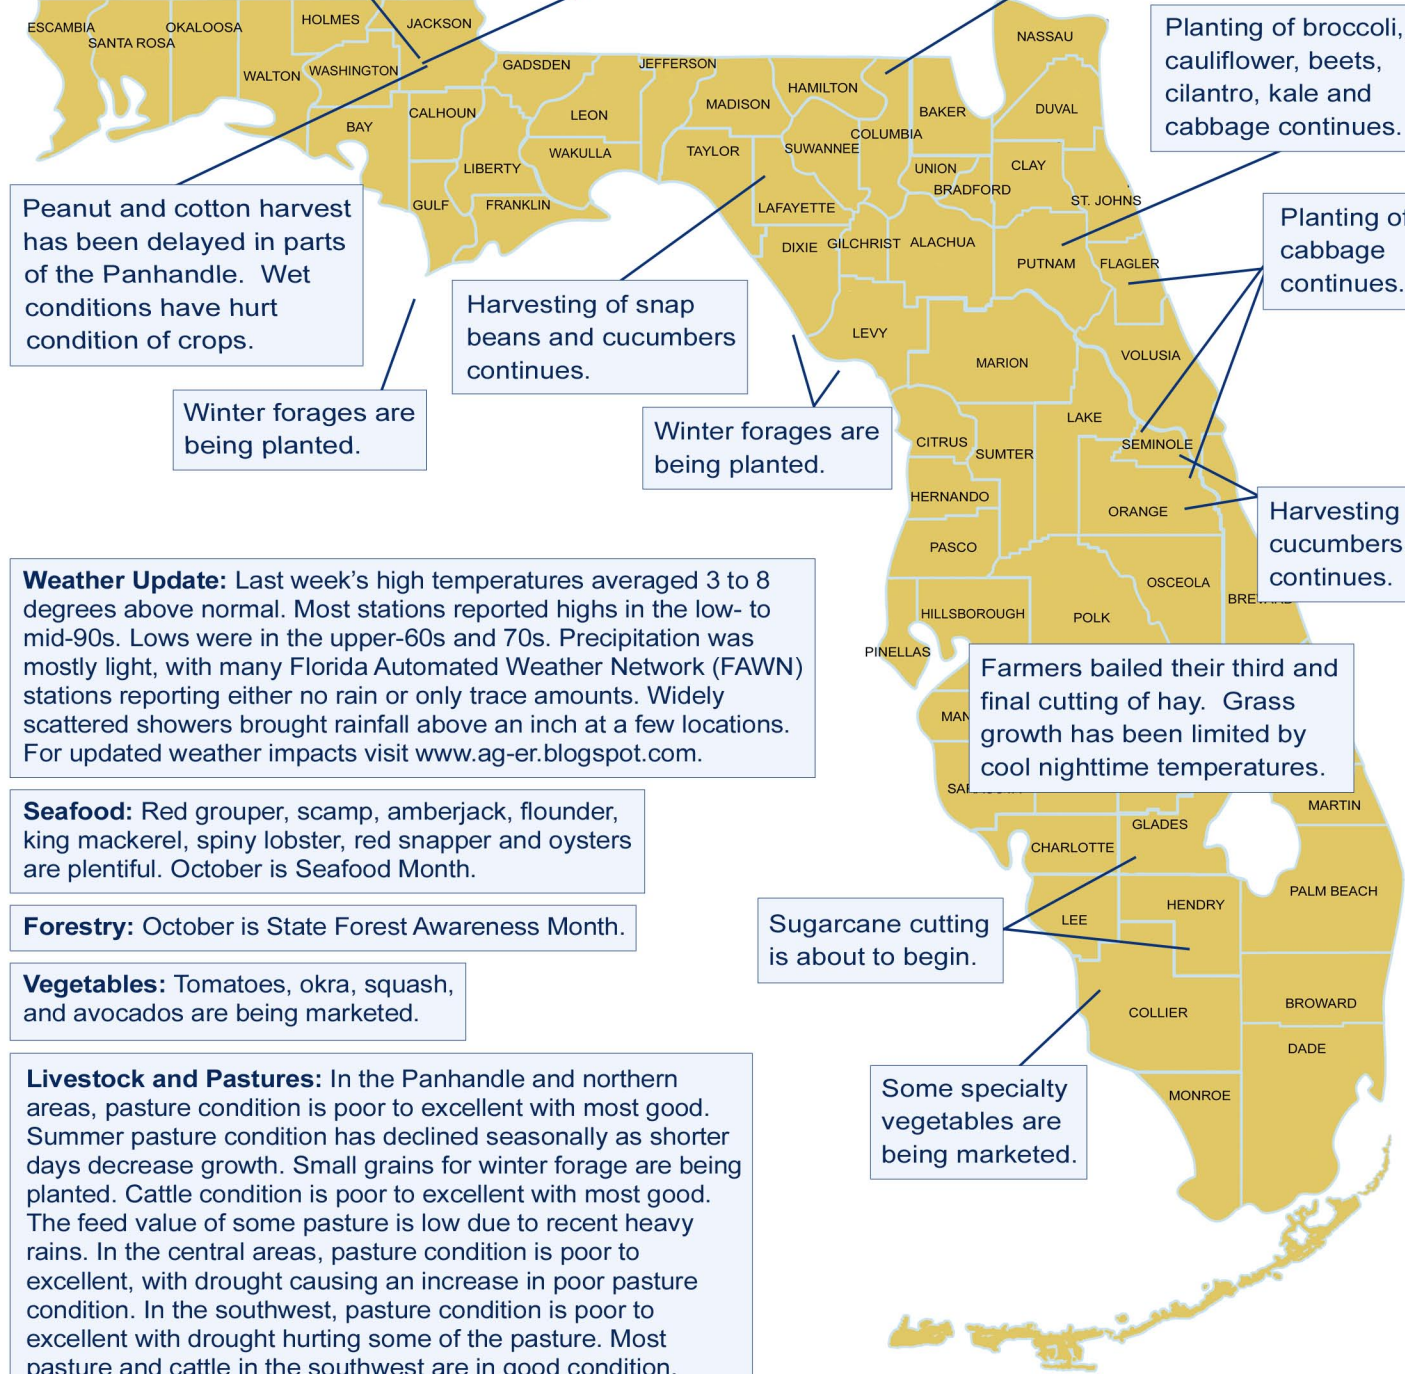 ESCAMBIA
SANTA ROSA
OKALOOSA
WALTON
HOLMES
WASHINGTON
JACKSON
BAY
CALHOUN
GADSDEN
LEON
LIBERTY
GULF
FRANKLIN
WAKULLA
JEFFERSON
MADISON
TAYLOR
HAMILTON
SUWANNEE
LAFAYETTE
DIXIE
GILCHRIST
COLUMBIA
BAKER
UNION
BRADFORD
ALACHUA
NASSAU
DUVAL
CLAY
ST. JOHNS
PUTNAM
FLAGLER
LEVY
MARION
VOLUSIA
LAKE
CITRUS
SUMTER
SEMINOLE
HERNANDO
ORANGE
PASCO
OSCEOLA
HILLSBOROUGH
POLK
PINELLAS
MARTIN
GLADES
CHARLOTTE
PALM BEACH
HENDRY
LEE
COLLIER
BROWARD
DADE
MONROE
Planting of broccoli,
cauliflower, beets,
cilantro, kale and
cabbage continues.
Peanut and cotton harvest
has been delayed in parts
of the Panhandle. Wet
conditions have hurt
condition of crops.
Planting of
cabbage
continues.
Harvesting of snap
beans and cucumbers
continues.
Winter forages are
being planted.
Winter forages are
being planted.
Harvesting
cucumbers
continues.
Weather Update: Last week’s high temperatures averaged 3 to 8
degrees above normal. Most stations reported highs in the low- to
mid-90s. Lows were in the upper-60s and 70s. Precipitation was
mostly light, with many Florida Automated Weather Network (FAWN)
stations reporting either no rain or only trace amounts. Widely
scattered showers brought rainfall above an inch at a few locations.
For updated weather impacts visit www.ag-er.blogspot.com.
Farmers bailed their third and
final cutting of hay. Grass
growth has been limited by
cool nighttime temperatures.
Seafood: Red grouper, scamp, amberjack, flounder,
king mackerel, spiny lobster, red snapper and oysters
are plentiful. October is Seafood Month.
Forestry: October is State Forest Awareness Month.
Sugarcane cutting
is about to begin.
Vegetables: Tomatoes, okra, squash,
and avocados are being marketed.
Some specialty
vegetables are
being marketed.
Livestock and Pastures: In the Panhandle and northern
areas, pasture condition is poor to excellent with most good.
Summer pasture condition has declined seasonally as shorter
days decrease growth. Small grains for winter forage are being
planted. Cattle condition is poor to excellent with most good.
The feed value of some pasture is low due to recent heavy
rains. In the central areas, pasture condition is poor to
excellent, with drought causing an increase in poor pasture
condition. In the southwest, pasture condition is poor to
excellent with drought hurting some of the pasture. Most
pasture and cattle in the southwest are in good condition.